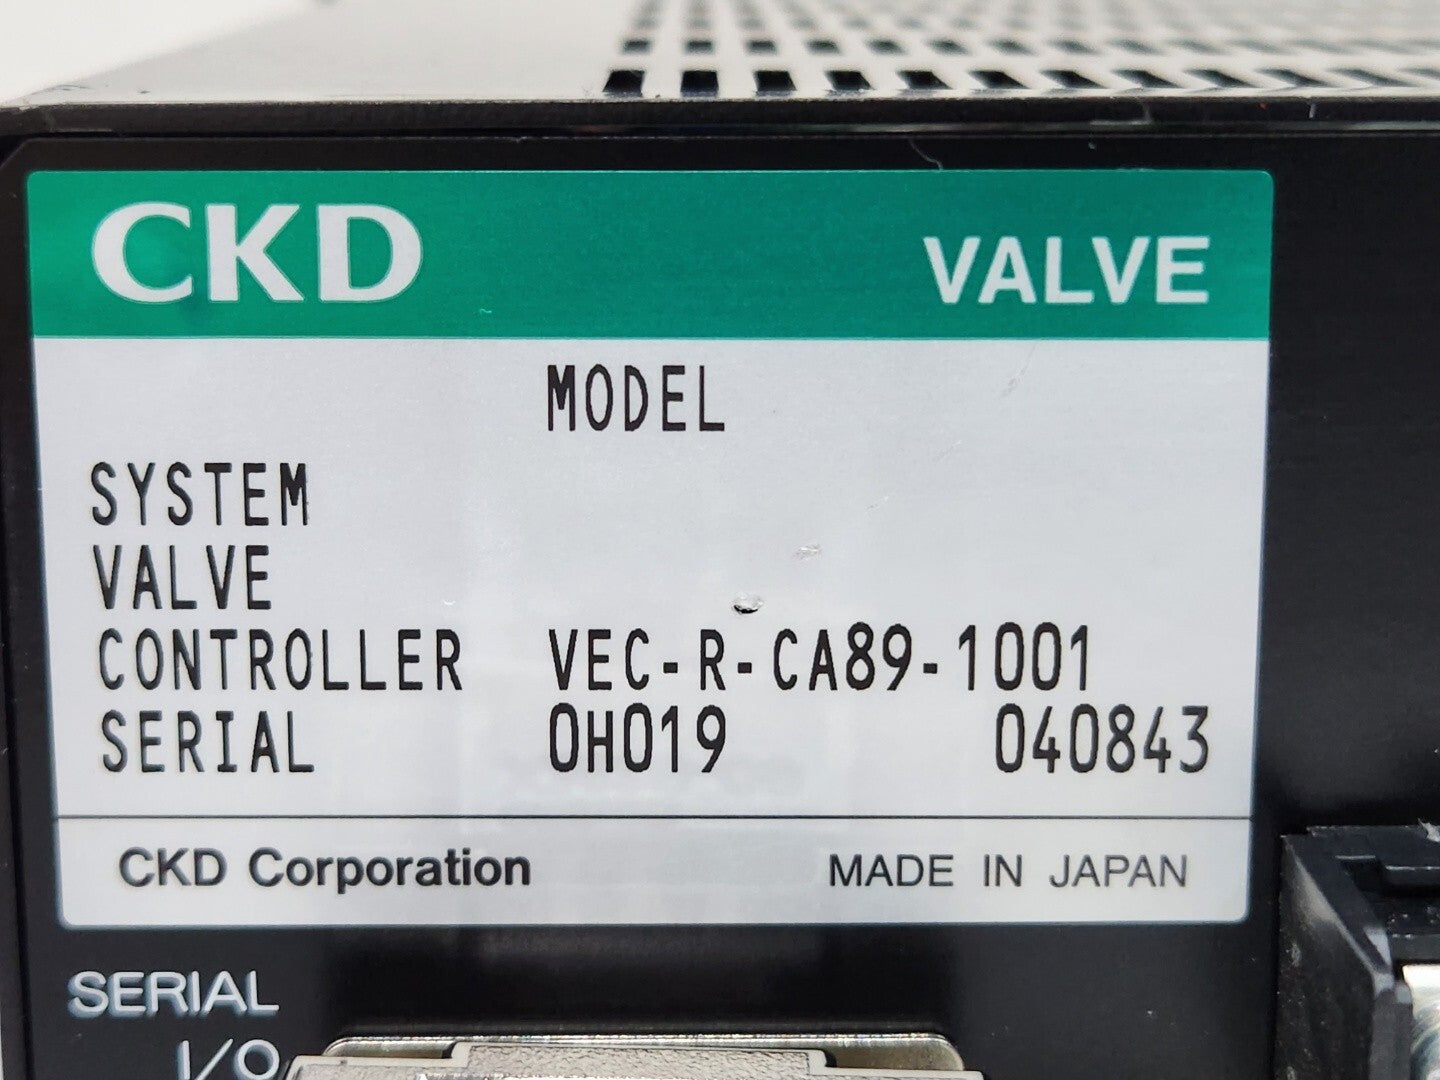 CKD VALVE
MODEL
SYSTEM
VALVE
CONTROLLER VEC-R-CA89-1001
SERIAL 0H019 040843
CKD Corporation MADE IN JAPAN
SERIAL
I/O